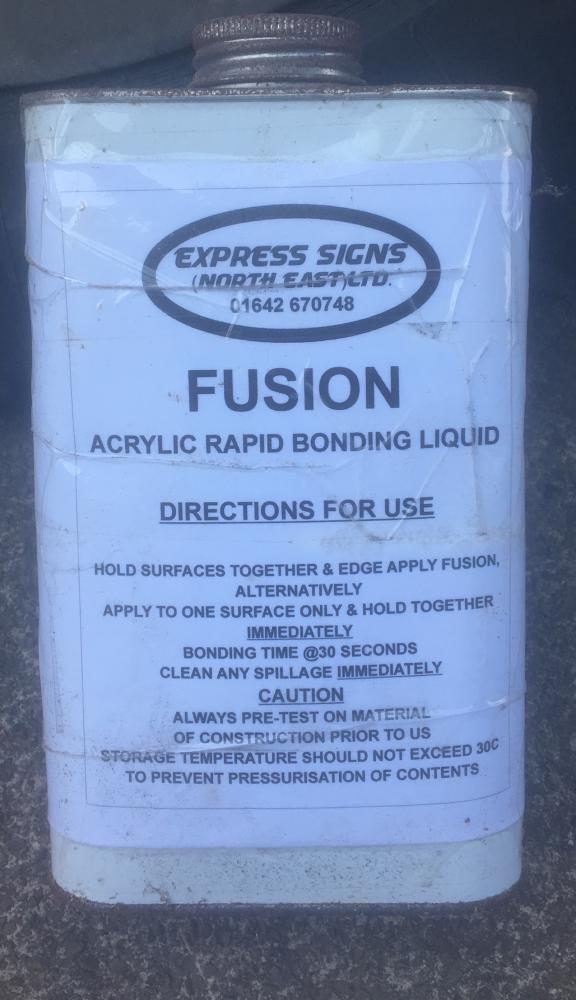 EXPRESS SIGNS
(NORTH EAST) LTD.
01642 670748
FUSION
ACRYLIC RAPID BONDING LIQUID
DIRECTIONS FOR USE
HOLD SURFACES TOGETHER & EDGE APPLY FUSION,
ALTERNATIVELY
APPLY TO ONE SURFACE ONLY & HOLD TOGETHER
IMMEDIATELY
BONDING TIME @30 SECONDS
CLEAN ANY SPILLAGE IMMEDIATELY
CAUTION
ALWAYS PRE-TEST ON MATERIAL
OF CONSTRUCTION PRIOR TO US
STORAGE TEMPERATURE SHOULD NOT EXCEED 30C
TO PREVENT PRESSURISATION OF CONTENTS